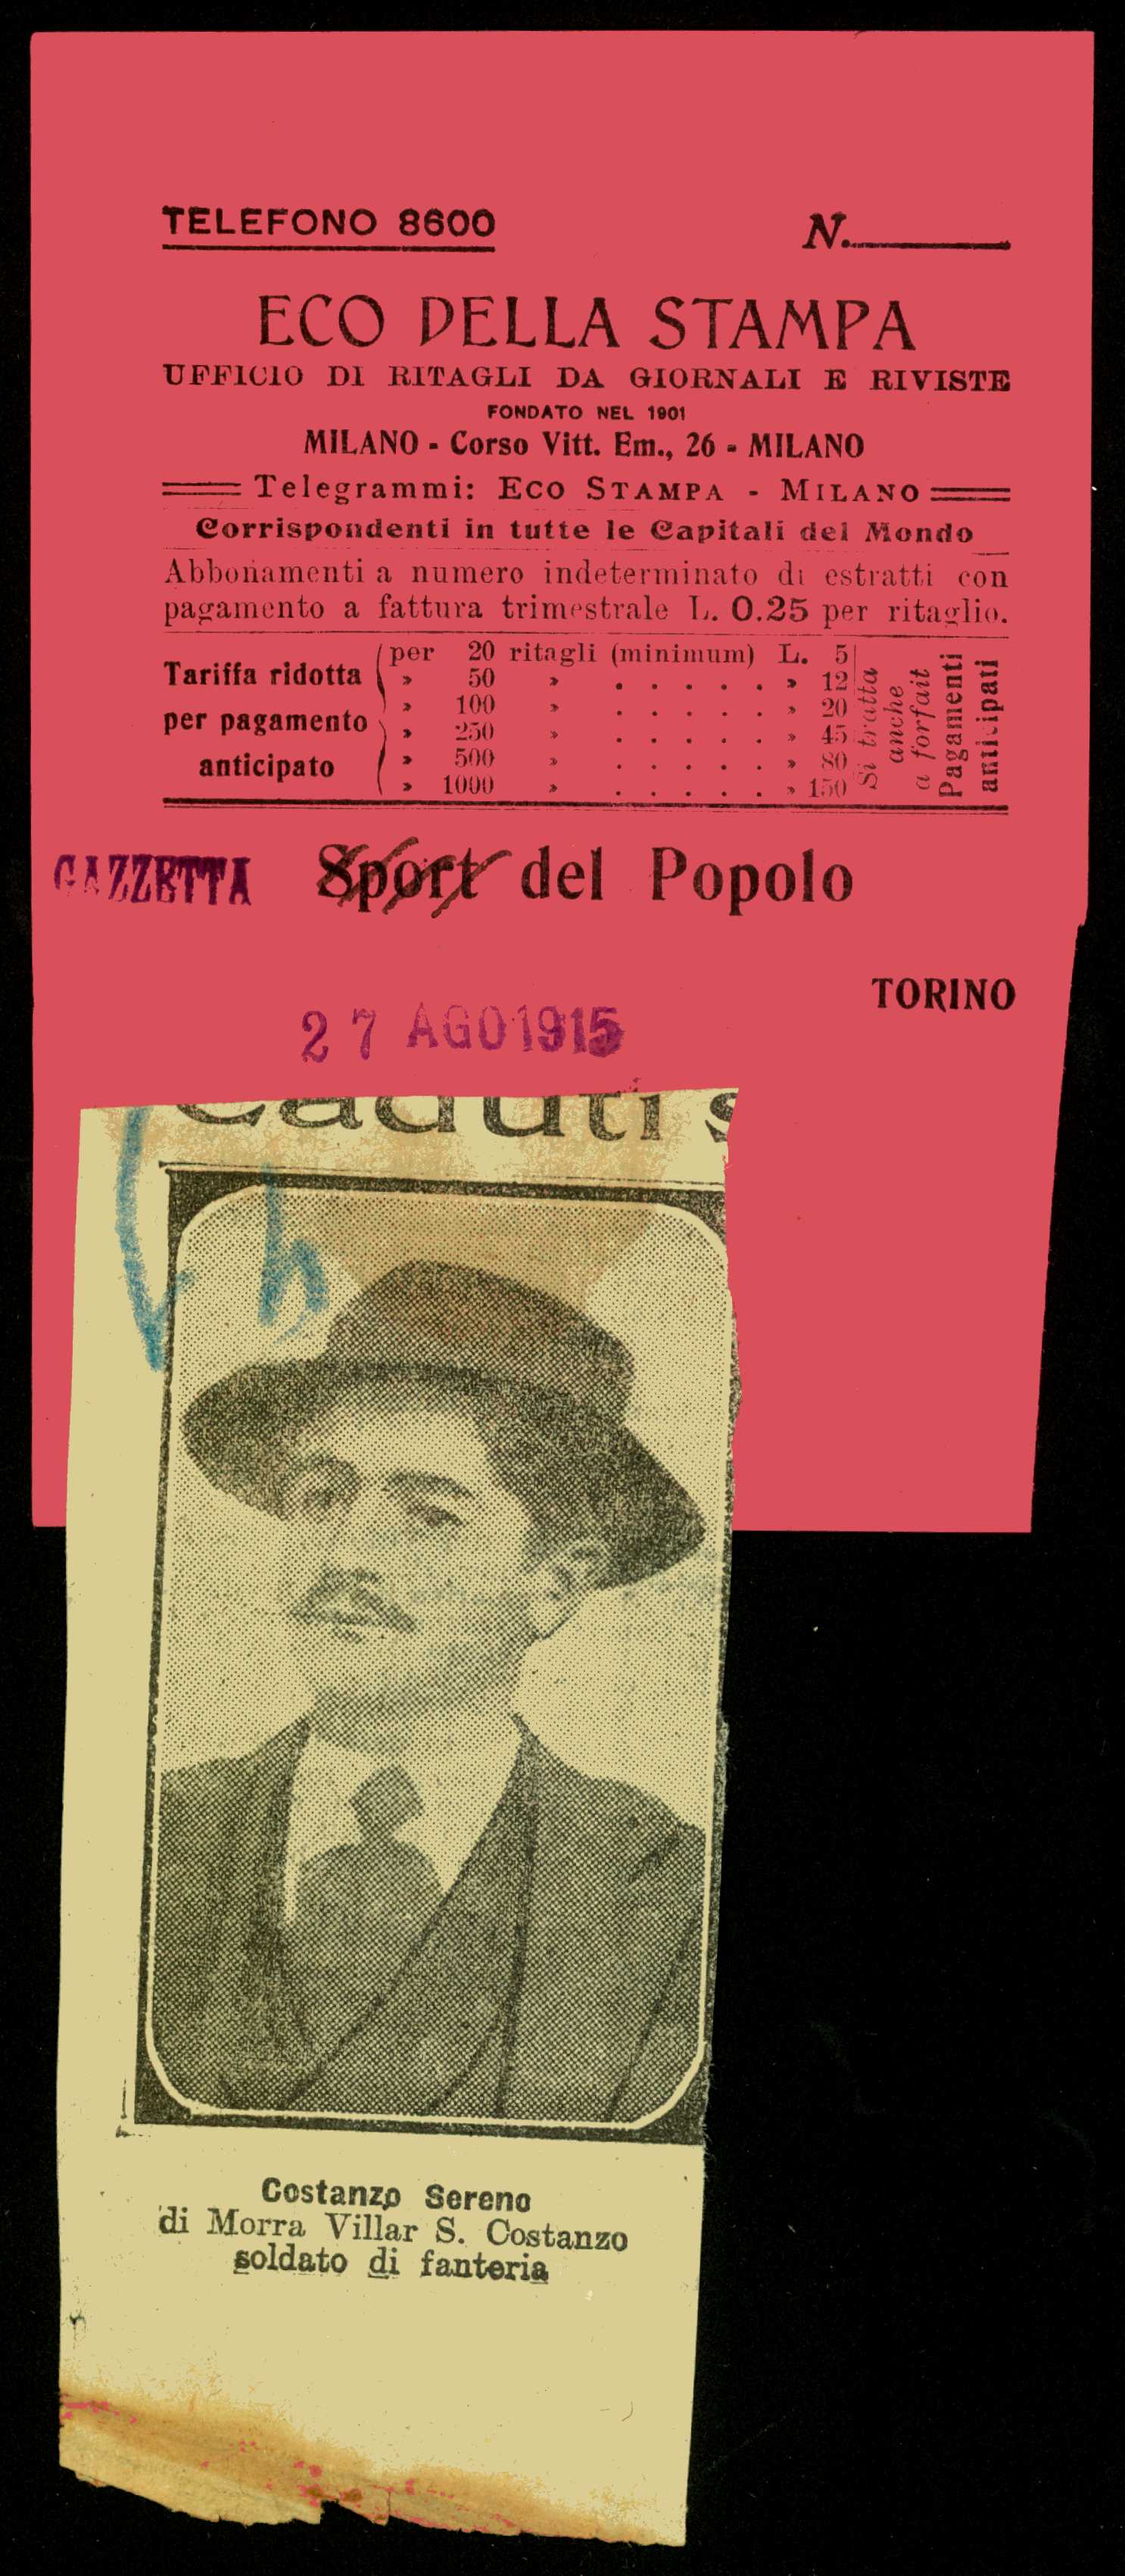 TELEFONO 8600
N.
ECO DELLA STAMPA
UFFICIO DI RITAGLI DA GIORNALI E RIVISTE
FONDATO NEL 1901
MILANO - Corso Vitt. Em., 26 - MILANO
Telegrammi: ECO STAMPA - MILANO
Corrispondenti in tutte le Capitali del Mondo
Abbonamenti a numero indeterminato di estratti con
pagamento a fattura trimestrale L. 0.25 per ritaglio.
Tariffa ridotta
per pagamento
anticipato
per 20 ritagli (minimum) L. 5
» 50 » . . . . . » 12
» 100 » . . . . . » 20
» 250 » . . . . . » 45
» 500 » . . . . . » 80
» 1000 » . . . . . » 150
Si tratta
anche
a forfait
Pagamenti
anticipati
GAZZETTA Sport del Popolo
TORINO
27 AGO 1915
Caduti s
Costanzo Sereno
di Morra Villar S. Costanzo
soldato di fanteria